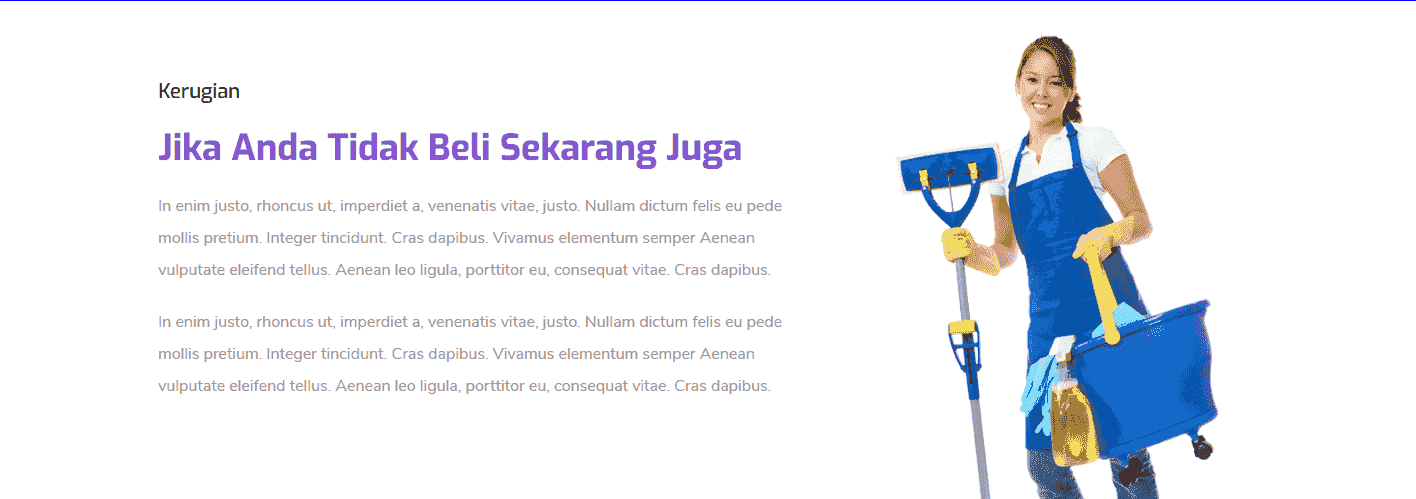 Kerugian
Jika Anda Tidak Beli Sekarang Juga
In enim justo, rhoncus ut, imperdiet a, venenatis vitae, justo. Nullam dictum felis eu pede
mollis pretium. Integer tincidunt. Cras dapibus. Vivamus elementum semper Aenean
vulputate eleifend tellus. Aenean leo ligula, porttitor eu, consequat vitae. Cras dapibus.
In enim justo, rhoncus ut, imperdiet a, venenatis vitae, justo. Nullam dictum felis eu pede
mollis pretium. Integer tincidunt. Cras dapibus. Vivamus elementum semper Aenean
vulputate eleifend tellus. Aenean leo ligula, porttitor eu, consequat vitae. Cras dapibus.